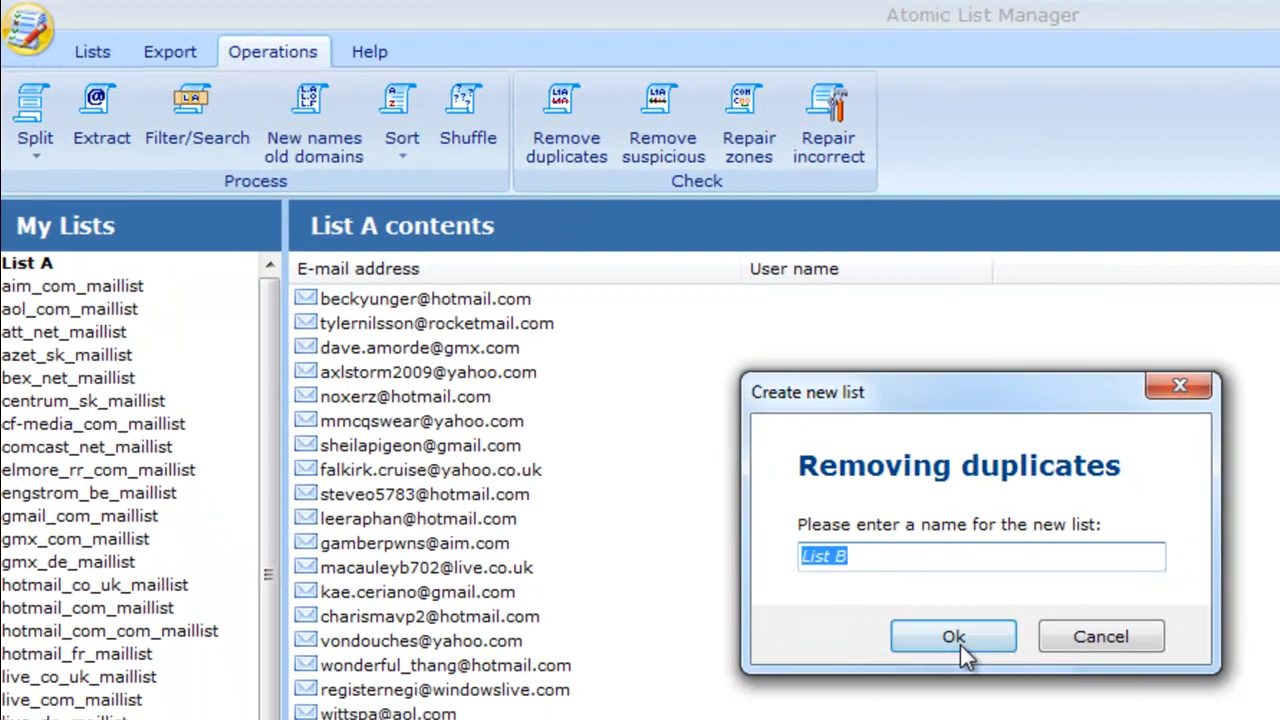 Atomic List Manager
Lists Export Operations Help
Split Extract Filter/Search New names old domains Sort Shuffle Remove duplicates Remove suspicious Repair zones Repair incorrect
Process Check
My Lists
List A
aim_com_maillist
aol_com_maillist
att_net_maillist
azet_sk_maillist
bex_net_maillist
centrum_sk_maillist
cf-media_com_maillist
comcast_net_maillist
elmore_rr_com_maillist
engstrom_be_maillist
gmail_com_maillist
gmx_com_maillist
gmx_de_maillist
hotmail_co_uk_maillist
hotmail_com_maillist
hotmail_com_com_maillist
hotmail_fr_maillist
live_co_uk_maillist
live_com_maillist
List A contents
E-mail address User name
beckyunger@hotmail.com
tylernilsson@rocketmail.com
dave.amorde@gmx.com
axlstorm2009@yahoo.com
noxerz@hotmail.com
mmcqswear@yahoo.com
sheilapigeon@gmail.com
falkirk.cruise@yahoo.co.uk
steveo5783@hotmail.com
leeraphan@hotmail.com
gamberpwns@aim.com
macauleyb702@live.co.uk
kae.ceriano@gmail.com
charismavp2@hotmail.com
vondouches@yahoo.com
wonderful_thang@hotmail.com
registernegi@windowslive.com
wittspa@aol.com
Create new list
Removing duplicates
Please enter a name for the new list:
List B
Ok Cancel